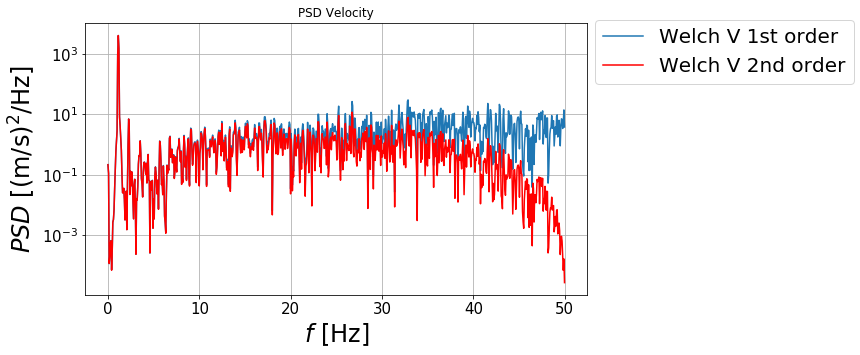 PSD Velocity
Welch V 1st order
Welch V 2nd order
PSD [(m/s)²/Hz]
10³
10¹
10⁻¹
10⁻³
0 10 20 30 40 50
f [Hz]